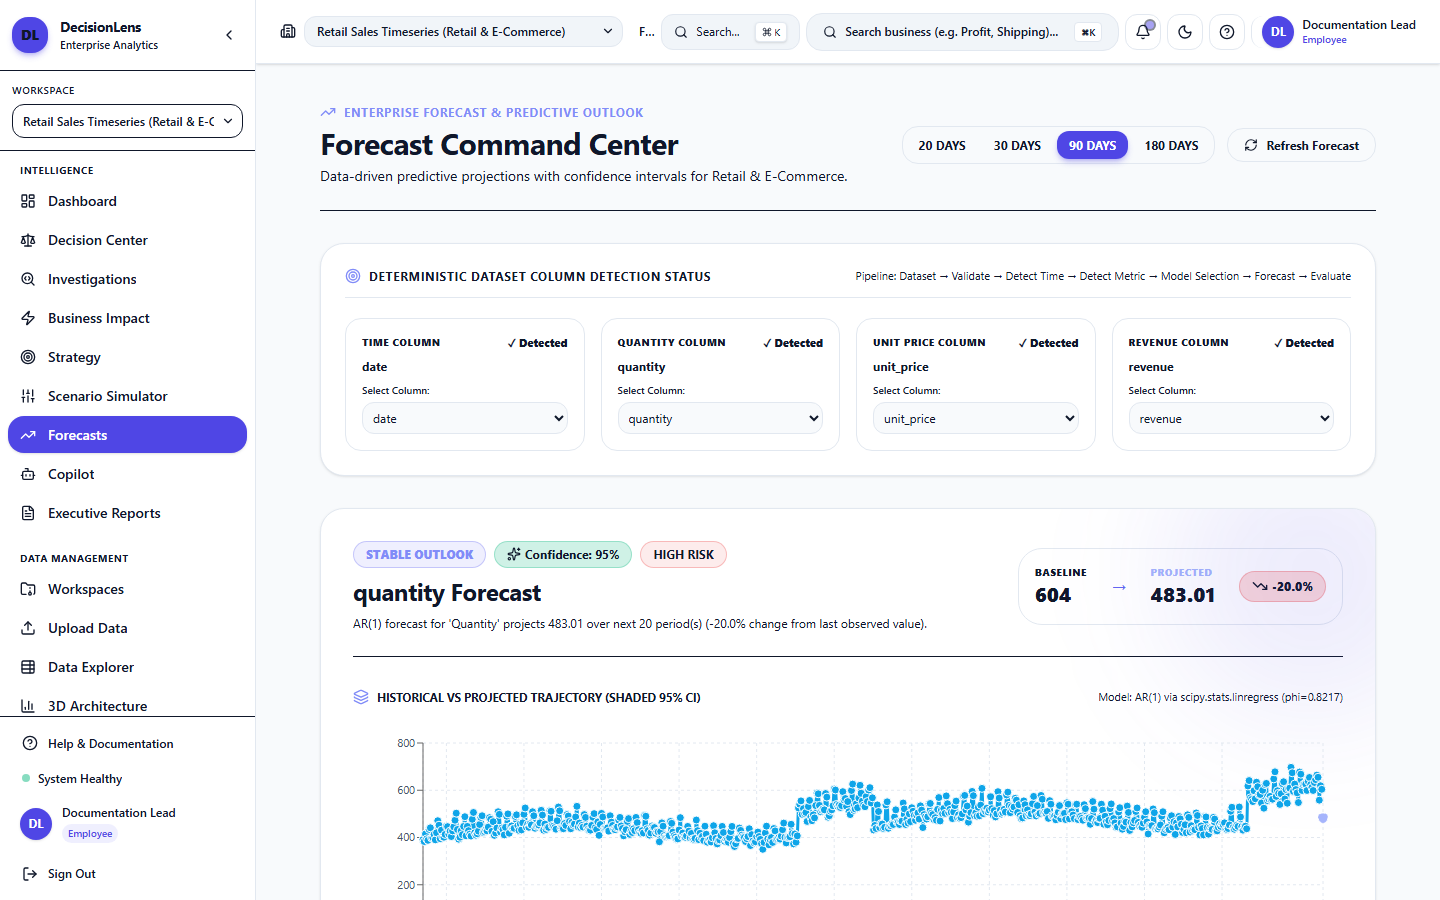 DL
DecisionLens
Enterprise Analytics
WORKSPACE
Retail Sales Timeseries (Retail & E-C
INTELLIGENCE
Dashboard
Decision Center
Investigations
Business Impact
Strategy
Scenario Simulator
Forecasts
Copilot
Executive Reports
DATA MANAGEMENT
Workspaces
Upload Data
Data Explorer
3D Architecture
Help & Documentation
System Healthy
DL
Documentation Lead
Employee
Sign Out
Retail Sales Timeseries (Retail & E-Commerce)
F...
Search...
⌘ K
Search business (e.g. Profit, Shipping)...
⌘K
DL
Documentation Lead
Employee
ENTERPRISE FORECAST & PREDICTIVE OUTLOOK
Forecast Command Center
Data-driven predictive projections with confidence intervals for Retail & E-Commerce.
20 DAYS
30 DAYS
90 DAYS
180 DAYS
Refresh Forecast
DETERMINISTIC DATASET COLUMN DETECTION STATUS
Pipeline: Dataset → Validate → Detect Time → Detect Metric → Model Selection → Forecast → Evaluate
TIME COLUMN
✓ Detected
date
Select Column:
date
QUANTITY COLUMN
✓ Detected
quantity
Select Column:
quantity
UNIT PRICE COLUMN
✓ Detected
unit_price
Select Column:
unit_price
REVENUE COLUMN
✓ Detected
revenue
Select Column:
revenue
STABLE OUTLOOK
Confidence: 95%
HIGH RISK
quantity Forecast
AR(1) forecast for 'Quantity' projects 483.01 over next 20 period(s) (-20.0% change from last observed value).
BASELINE
604
→
PROJECTED
483.01
-20.0%
HISTORICAL VS PROJECTED TRAJECTORY (SHADED 95% CI)
Model: AR(1) via scipy.stats.linregress (phi=0.8217)
800
600
400
200